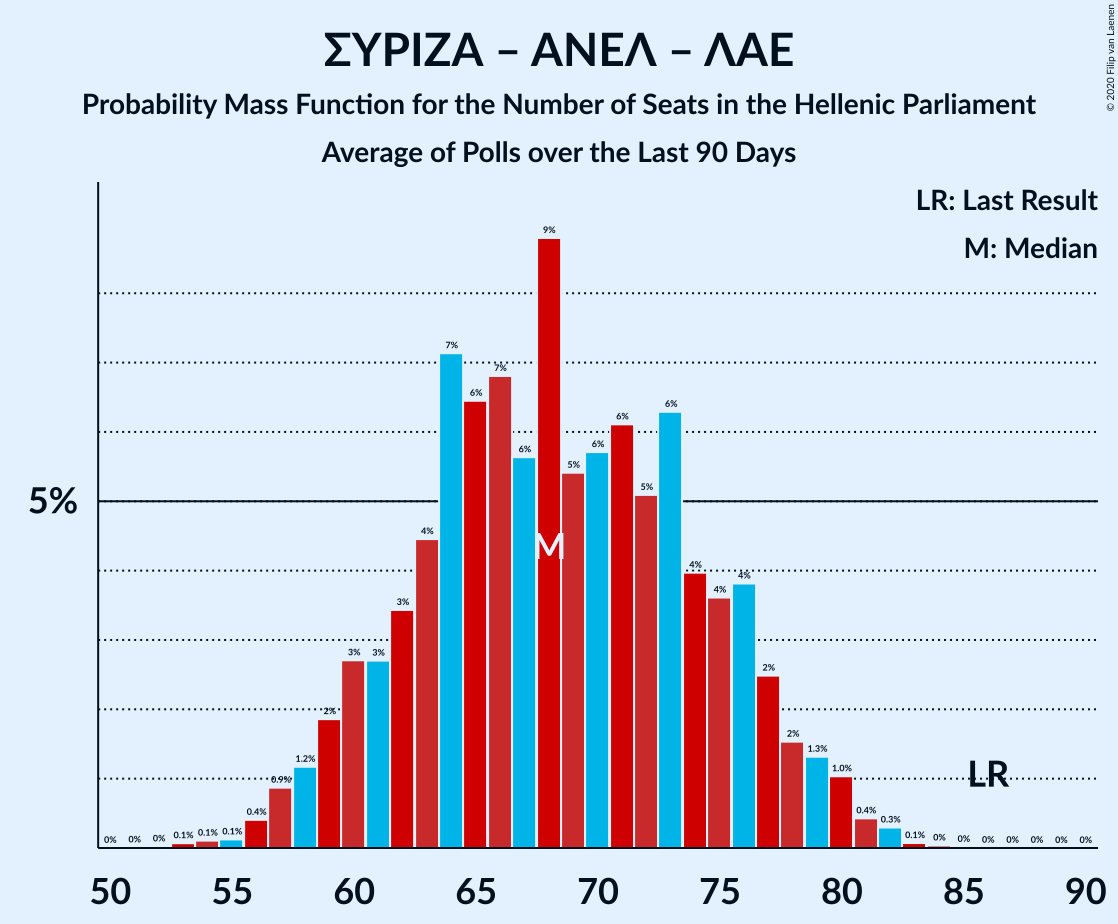 ΣΥΡΙΖΑ – ΑΝΕΛ – ΛΑΕ
Probability Mass Function for the Number of Seats in the Hellenic Parliament
Average of Polls over the Last 90 Days
© 2020 Filip van Laenen
LR: Last Result
M: Median
5%
0% 0% 0% 0.1% 0.1% 0.1% 0.4% 0.9% 1.2% 2% 3% 3% 3% 4% 7% 6% 7% 6% 9% 5% 6% 6% 5% 6% 4% 4% 4% 2% 2% 1.3% 1.0% 0.4% 0.3% 0.1% 0% 0% 0% 0% 0% 0% 0%
M
LR
50 55 60 65 70 75 80 85 90